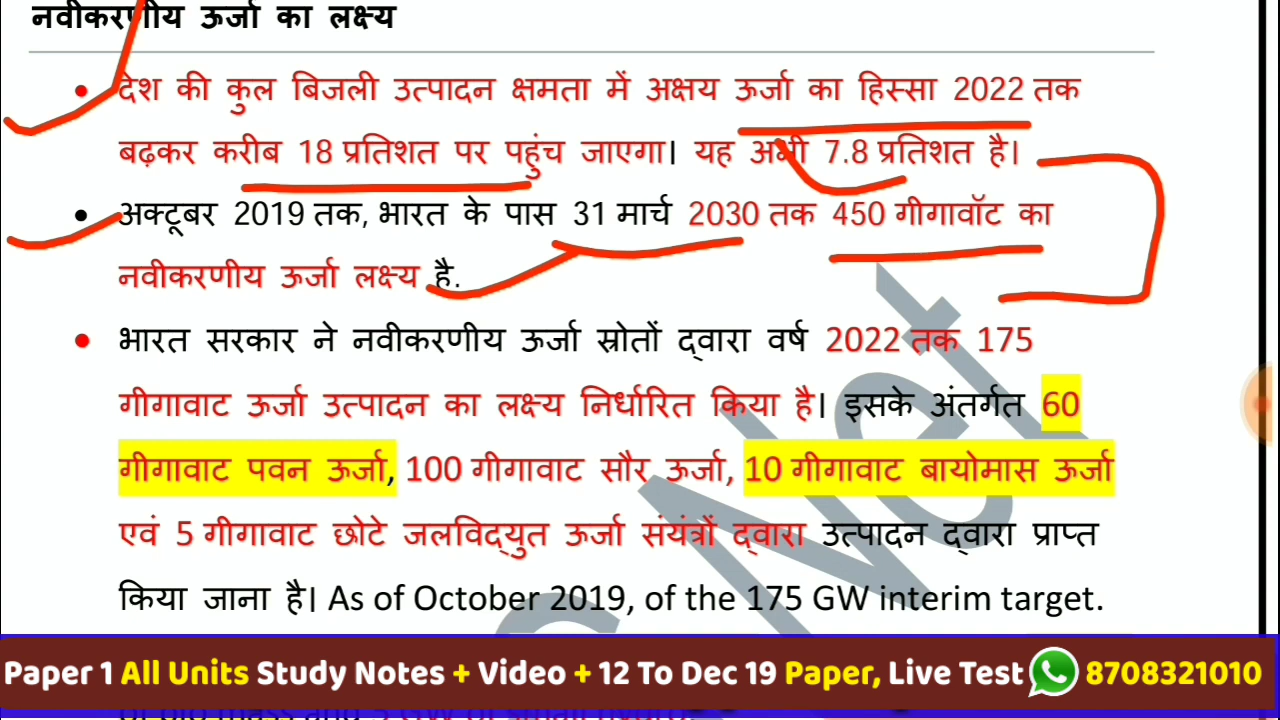 नवीकरणीय ऊर्जा का लक्ष्य
• देश की कुल बिजली उत्पादन क्षमता में अक्षय ऊर्जा का हिस्सा 2022 तक
बढ़कर करीब 18 प्रतिशत पर पहुंच जाएगा। यह अभी 7.8 प्रतिशत है।
• अक्टूबर 2019 तक, भारत के पास 31 मार्च 2030 तक 450 गीगावॉट का
नवीकरणीय ऊर्जा लक्ष्य है.
• भारत सरकार ने नवीकरणीय ऊर्जा स्रोतों द्वारा वर्ष 2022 तक 175
गीगावाट ऊर्जा उत्पादन का लक्ष्य निर्धारित किया है। इसके अंतर्गत 60
गीगावाट पवन ऊर्जा, 100 गीगावाट सौर ऊर्जा, 10 गीगावाट बायोमास ऊर्जा
एवं 5 गीगावाट छोटे जलविद्युत ऊर्जा संयंत्रों द्वारा उत्पादन द्वारा प्राप्त
किया जाना है। As of October 2019, of the 175 GW interim target.
Net
Paper 1 All Units Study Notes + Video + 12 To Dec 19 Paper, Live Test 8708321010